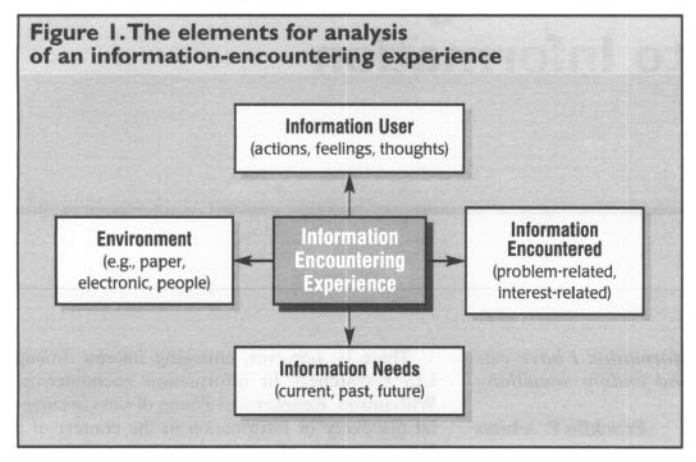 Figure 1. The elements for analysis
of an information-encountering experience
Information User
(actions, feelings, thoughts)
Environment
(e.g., paper,
electronic, people)
Information
Encountering
Experience
Information
Encountered
(problem-related,
interest-related)
Information Needs
(current, past, future)